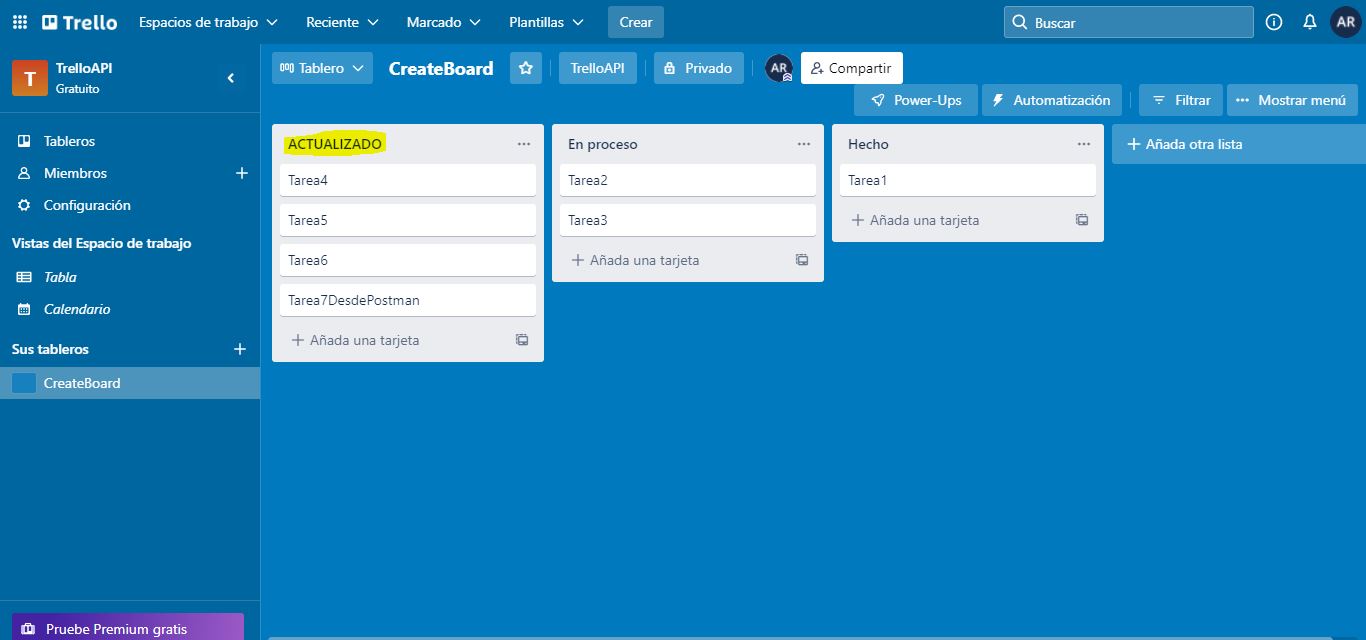 Trello
Espacios de trabajo
Reciente
Marcado
Plantillas
Crear
Buscar
AR
T
TrelloAPI
Gratuito
Tableros
Miembros
Configuración
Vistas del Espacio de trabajo
Tabla
Calendario
Sus tableros
CreateBoard
Pruebe Premium gratis
Tablero
CreateBoard
TrelloAPI
Privado
AR
Compartir
Power-Ups
Automatización
Filtrar
Mostrar menú
ACTUALIZADO
Tarea4
Tarea5
Tarea6
Tarea7DesdePostman
Añada una tarjeta
En proceso
Tarea2
Tarea3
Añada una tarjeta
Hecho
Tarea1
Añada una tarjeta
Añada otra lista